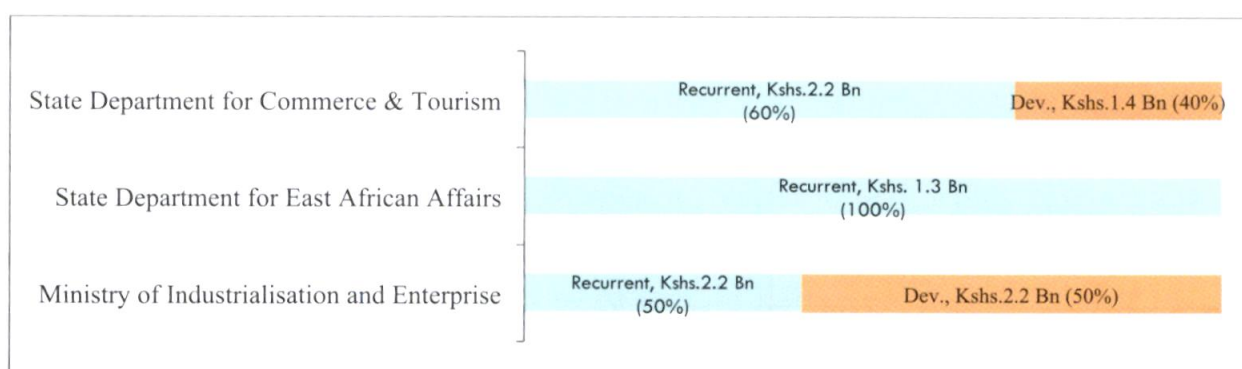 State Department for Commerce & Tourism
Recurrent, Kshs.2.2 Bn
(60%)
Dev., Kshs.1.4 Bn (40%)
State Department for East African Affairs
Recurrent, Kshs. 1.3 Bn
(100%)
Ministry of Industrialisation and Enterprise
Recurrent, Kshs.2.2 Bn
(50%)
Dev., Kshs.2.2 Bn (50%)